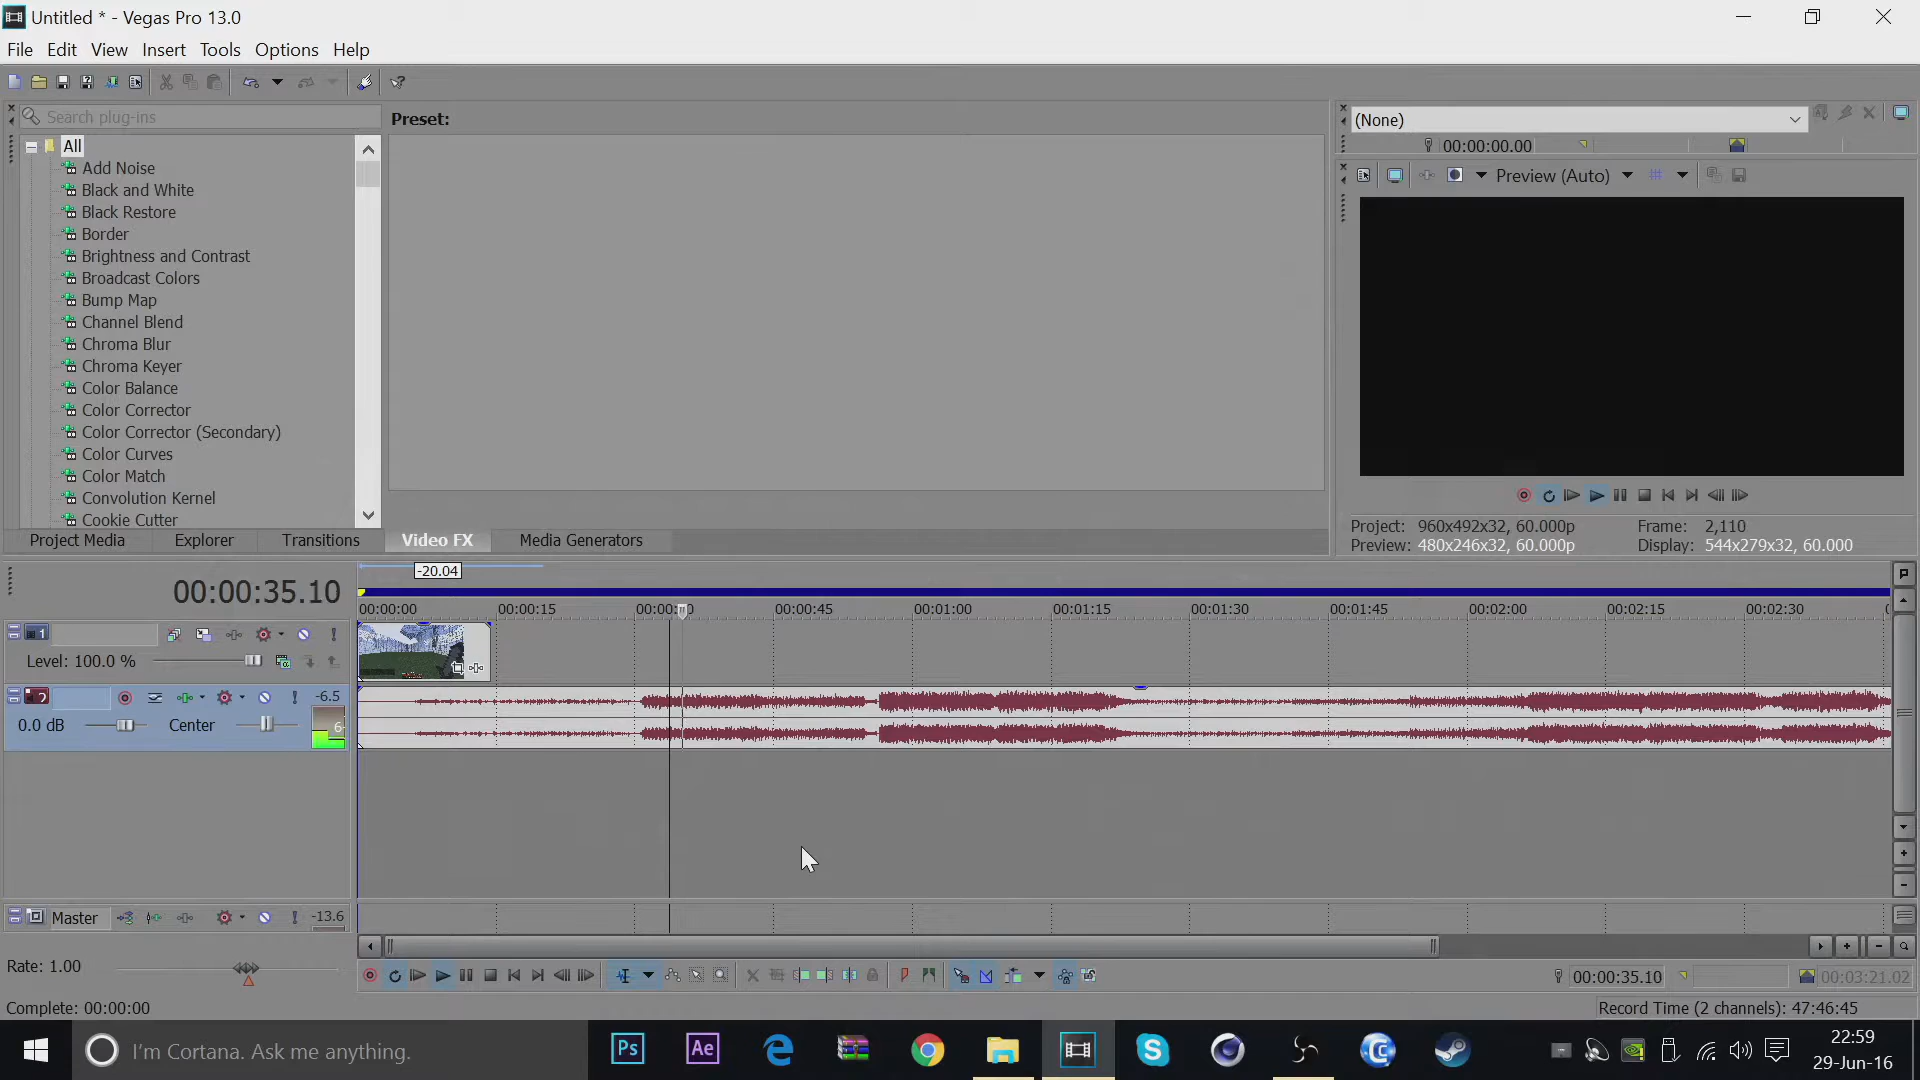 Untitled * - Vegas Pro 13.0
File Edit View Insert Tools Options Help
Search plug-ins
Preset:
(None)
00:00:00.00
All
Add Noise
Black and White
Black Restore
Border
Brightness and Contrast
Broadcast Colors
Bump Map
Channel Blend
Chroma Blur
Chroma Keyer
Color Balance
Color Corrector
Color Corrector (Secondary)
Color Curves
Color Match
Convolution Kernel
Cookie Cutter
Preview (Auto)
Project: 960x492x32, 60.000p Frame: 2,110
Preview: 480x246x32, 60.000p Display: 544x279x32, 60.000
Project Media Explorer Transitions Video FX Media Generators
-20.04
00:00:35.10
00:00:00 00:00:15 00:00:45 00:01:00 00:01:15 00:01:30 00:01:45 00:02:00 00:02:15 00:02:30
1
Level: 100.0 %
2 -6.5
0.0 dB Center 6
Master -13.6
Rate: 1.00
00:00:35.10 00:03:21.02
Complete: 00:00:00
Record Time (2 channels): 47:46:45
I'm Cortana. Ask me anything.
Ps Ae
22:59
29-Jun-16